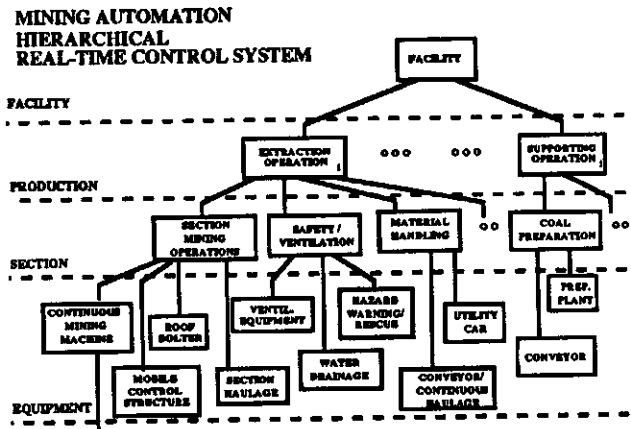 MINING AUTOMATION
HIERARCHICAL
REAL-TIME CONTROL SYSTEM
FACILITY
FACILITY
EXTRACTION
OPERATION 1
SUPPORTING
OPERATION 1
PRODUCTION
SECTION
MINING
OPERATIONS
SAFETY /
VENTILATION
MATERIAL
HANDLING
COAL
PREPARATION
SECTION
CONTINUOUS
MINING
MACHINE
ROOF
BOLTER
VENTIL.
EQUIPMENT
HAZARD
WARNING/
RESCUE
UTILITY
CAR
PREP.
PLANT
MOBILE
CONTROL
STRUCTURE
SECTION
HAULAGE
WATER
DRAINAGE
CONVEYOR/
CONTINUOUS
HAULAGE
CONVEYOR
EQUIPMENT